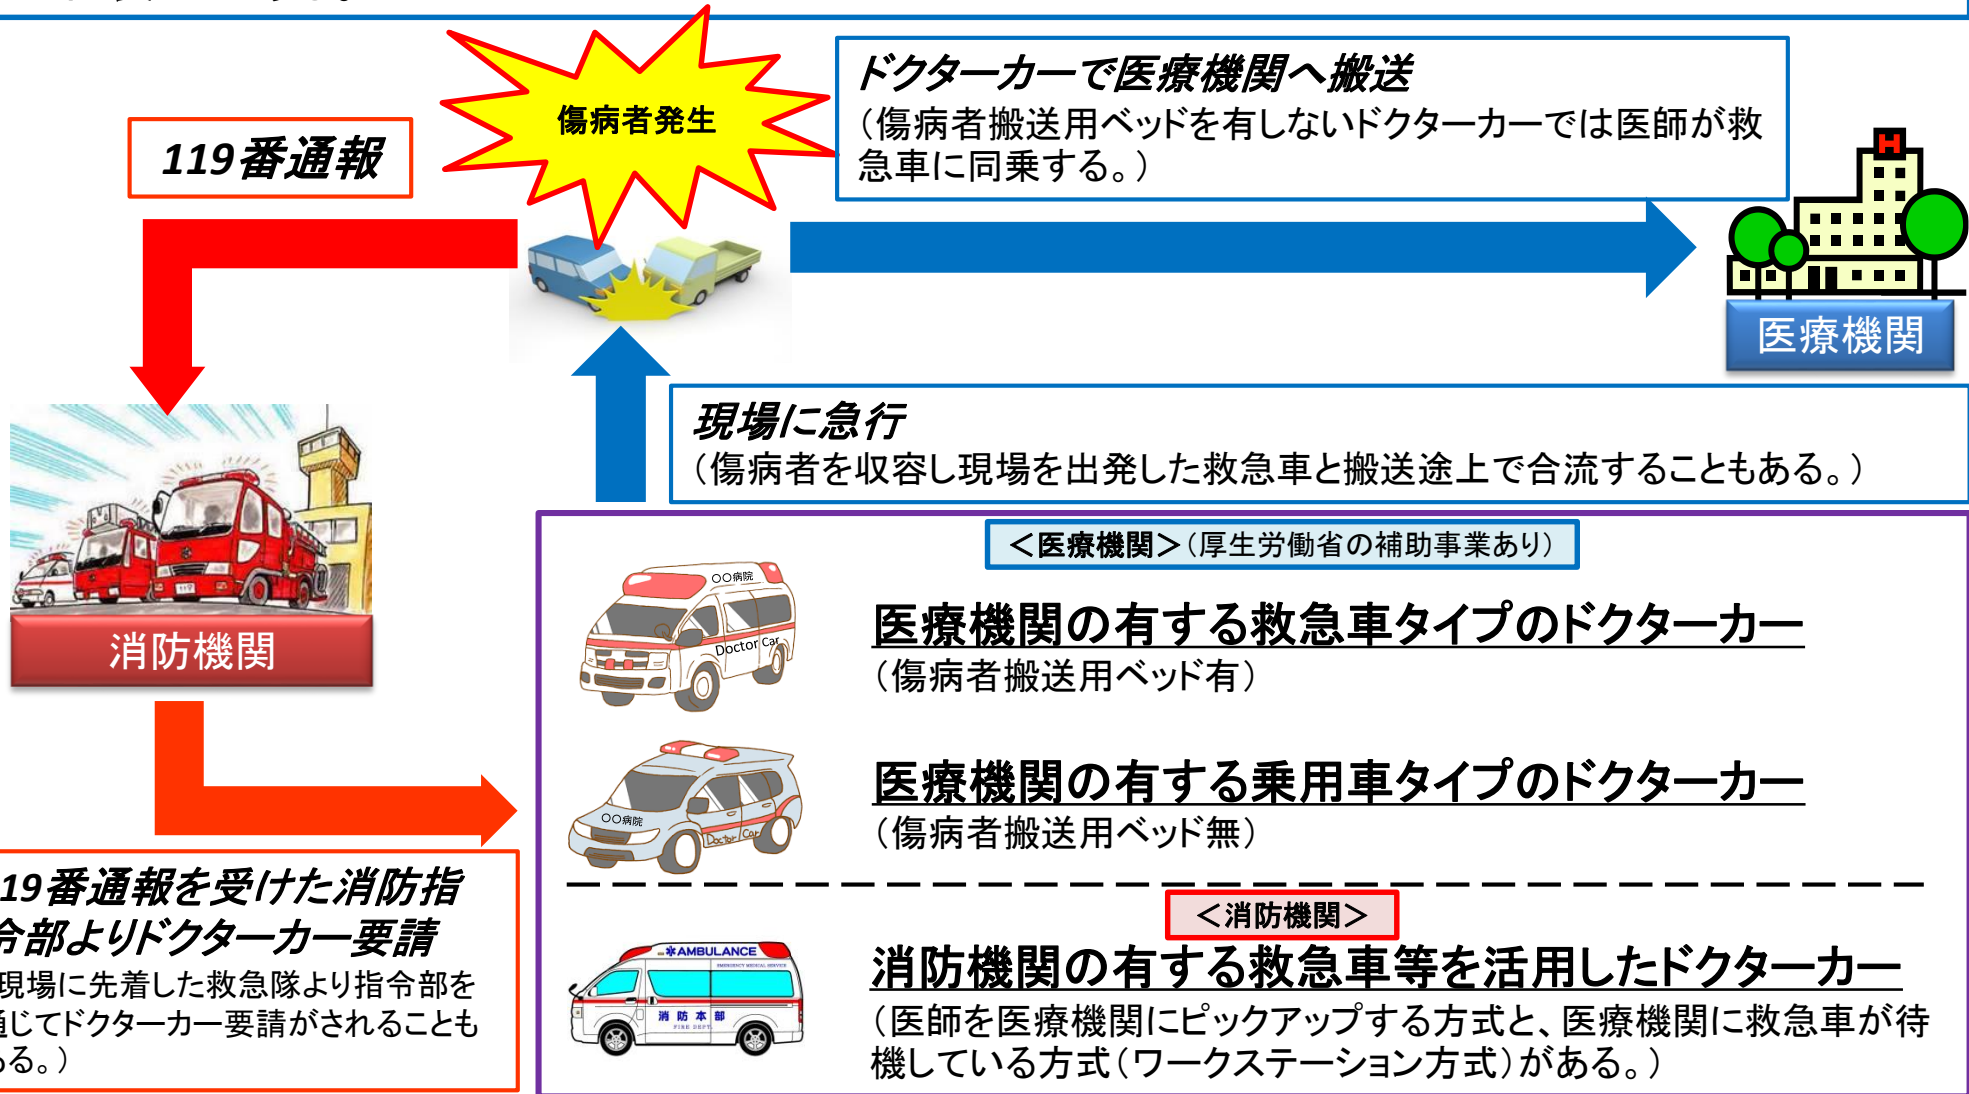 傷病者発生
119番通報
ドクターカーで医療機関へ搬送
（傷病者搬送用ベッドを有しないドクターカーでは医師が救
急車に同乗する。）
H
医療機関
現場に急行
（傷病者を収容し現場を出発した救急車と搬送途上で合流することもある。）
消防機関
＜医療機関＞（厚生労働省の補助事業あり）
〇〇病院
Doctor Car
医療機関の有する救急車タイプのドクターカー
（傷病者搬送用ベッド有）
〇〇病院
Doctor Car
医療機関の有する乗用車タイプのドクターカー
（傷病者搬送用ベッド無）
19番通報を受けた消防指
令部よりドクターカー要請
現場に先着した救急隊より指令部を
通じてドクターカー要請がされることも
ある。）
＜消防機関＞
AMBULANCE
EMERGENCY MEDICAL SERVICE
消防本部
FIRE DEPT.
消防機関の有する救急車等を活用したドクターカー
（医師を医療機関にピックアップする方式と、医療機関に救急車が待
機している方式（ワークステーション方式）がある。）